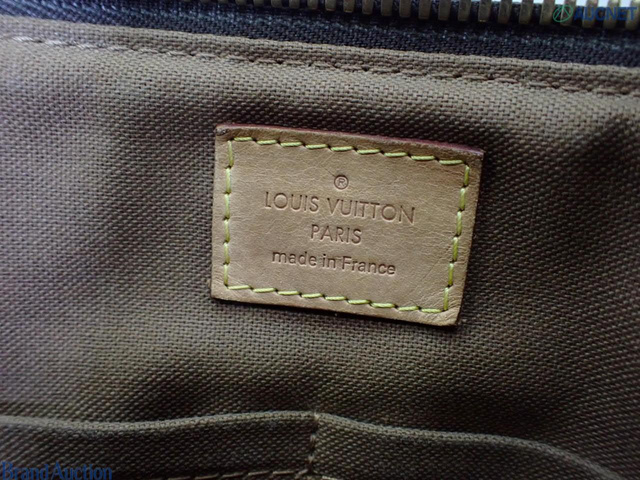 ®
LOUIS VUITTON
PARIS
made in France
Brand Auction